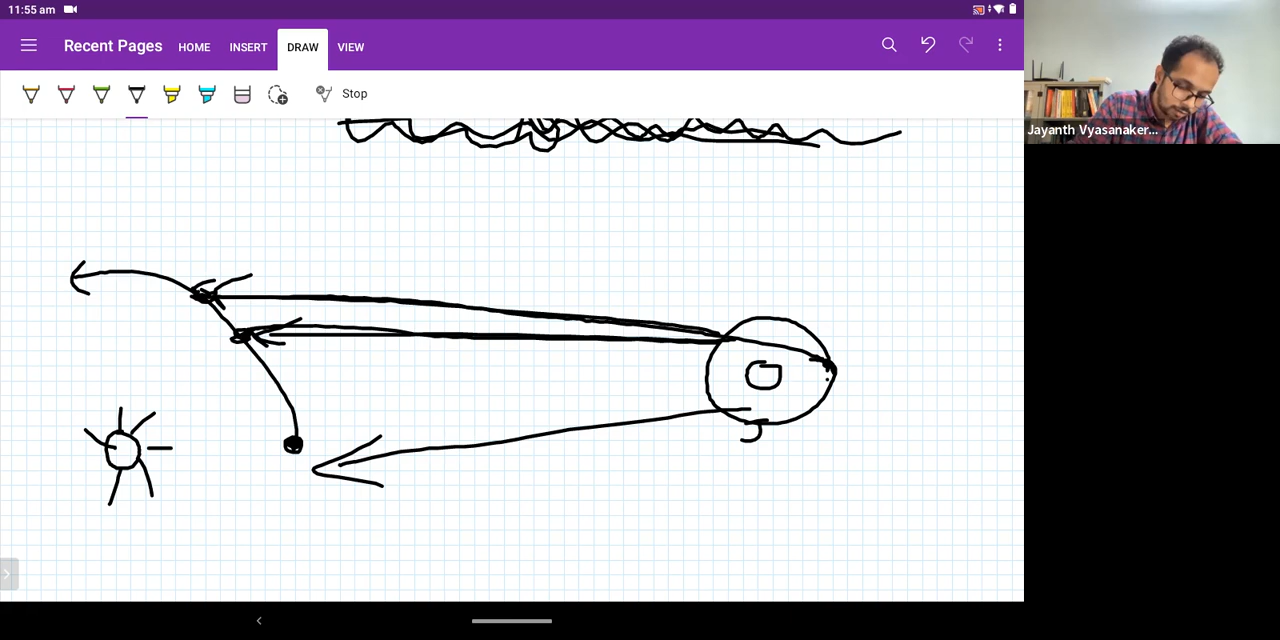 11:55 am
Recent Pages HOME INSERT DRAW VIEW
Stop
Jayanth Vyasanaker...
J